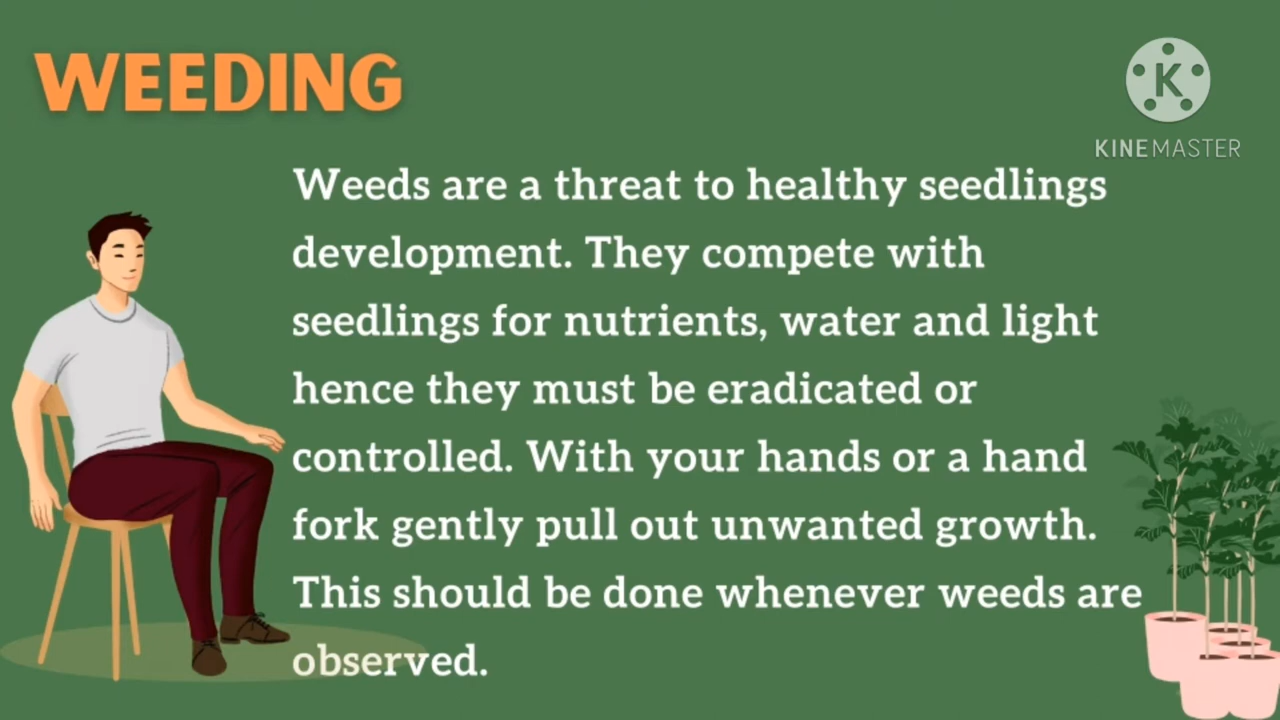 WEEDING
K
KINEMASTER
Weeds are a threat to healthy seedlings
development. They compete with
seedlings for nutrients, water and light
hence they must be eradicated or
controlled. With your hands or a hand
fork gently pull out unwanted growth.
This should be done whenever weeds are
observed.